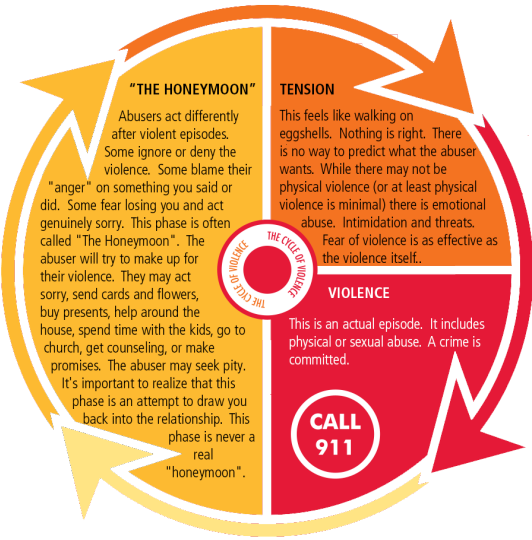 "THE HONEYMOON"
Abusers act differently
after violent episodes.
Some ignore or deny the
violence. Some blame their
"anger" on something you said or
did. Some fear losing you and act
genuinely sorry. This phase is often
called "The Honeymoon". The
abuser will try to make up for
their violence. They may act
sorry, send cards and flowers,
buy presents, help around the
house, spend time with the kids, go to
church, get counseling, or make
promises. The abuser may seek pity.
It's important to realize that this
phase is an attempt to draw you
back into the relationship. This
phase is never a
real
"honeymoon".
TENSION
This feels like walking on
eggshells. Nothing is right. There
is no way to predict what the abuser
wants. While there may not be
physical violence (or at least physical
violence is minimal) there is emotional
abuse. Intimidation and threats.
Fear of violence is as effective as
the violence itself..
THE CYCLE OF VIOLENCE
THE CYCLE OF VIOLENCE
VIOLENCE
This is an actual episode. It includes
physical or sexual abuse. A crime is
committed.
CALL
911